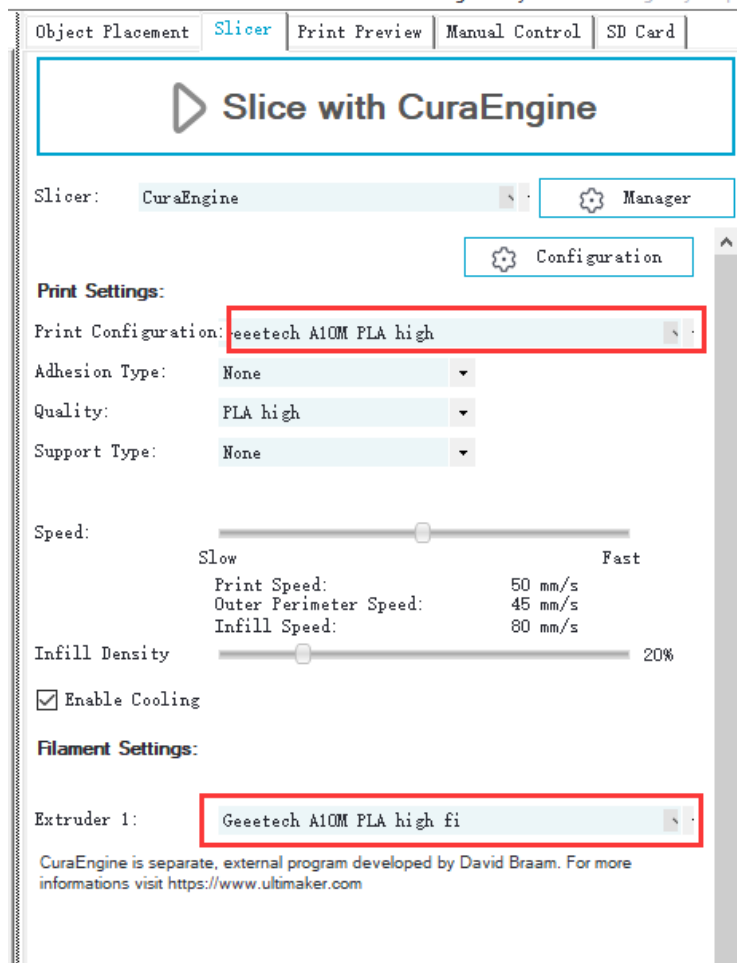 Object Placement Slicer Print Preview Manual Control SD Card
Slice with CuraEngine
Slicer: CuraEngine Manager
Configuration
Print Settings:
Print Configuration: eeetech A10M PLA high
Adhesion Type: None
Quality: PLA high
Support Type: None
Speed:
Slow Fast
Print Speed: 50 mm/s
Outer Perimeter Speed: 45 mm/s
Infill Speed: 80 mm/s
Infill Density 20%
Enable Cooling
Filament Settings:
Extruder 1: Geeetech A10M PLA high fi
CuraEngine is separate, external program developed by David Braam. For more
informations visit https://www.ultimaker.com